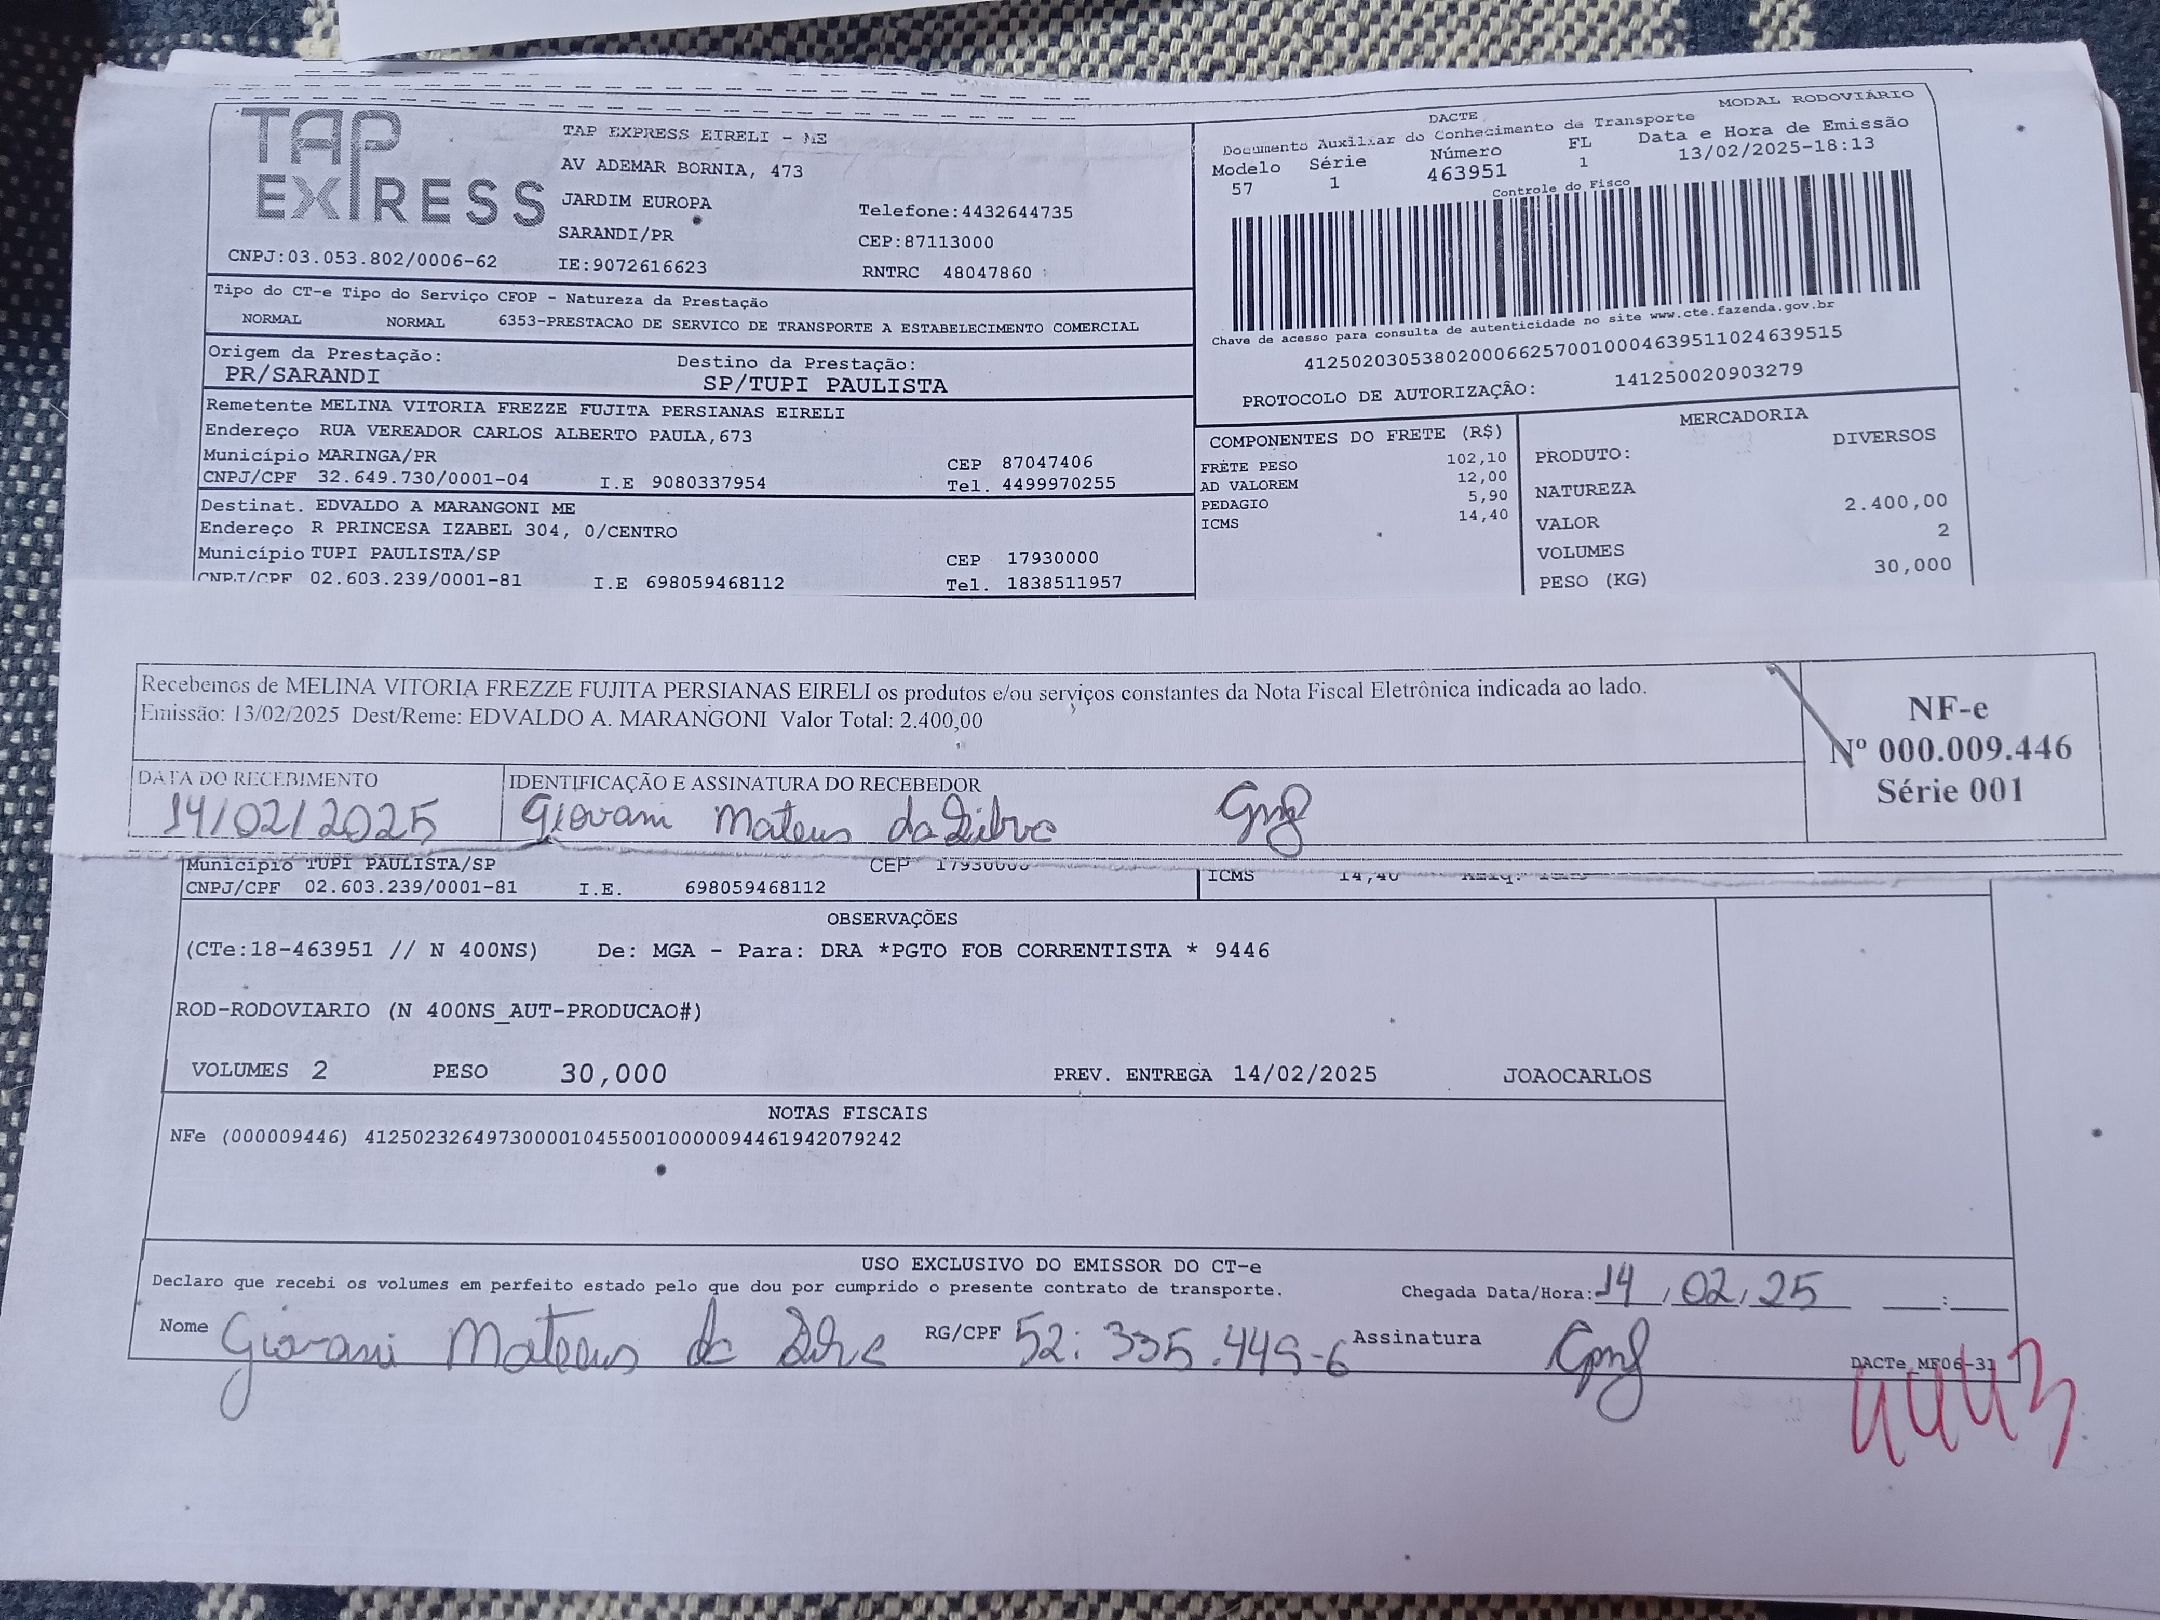 TAP EXPRESS
TAP EXPRESS EIRELI - ME
AV ADEMAR BORNIA, 473
JARDIM EUROPA
Telefone:4432644735
SARANDI/PR
CEP:87113000
CNPJ:03.053.802/0006-62
IE:9072616623
RNTRC 48047860
Tipo do CT-e Tipo do Serviço CFOP - Natureza da Prestação
NORMAL NORMAL 6353-PRESTACAO DE SERVICO DE TRANSPORTE A ESTABELECIMENTO COMERCIAL
Origem da Prestação: Destino da Prestação:
PR/SARANDI SP/TUPI PAULISTA
Remetente MELINA VITORIA FREZZE FUJITA PERSIANAS EIRELI
Endereço RUA VEREADOR CARLOS ALBERTO PAULA,673
Município MARINGA/PR CEP 87047406
CNPJ/CPF 32.649.730/0001-04 I.E 9080337954 Tel. 4499970255
Destinat. EDVALDO A MARANGONI ME
Endereço R PRINCESA IZABEL 304, 0/CENTRO
Município TUPI PAULISTA/SP CEP 17930000
CNPJ/CPF 02.603.239/0001-81 I.E 698059468112 Tel. 1838511957
DACTE MODAL RODOVIÁRIO
Documento Auxiliar do Conhecimento de Transporte
Modelo Série Número FL Data e Hora de Emissão
57 1 463951 1 13/02/2025-18:13
Controle do Fisco
Chave de acesso para consulta de autenticidade no site www.cte.fazenda.gov.br
41250203053802000662570010004639511024639515
PROTOCOLO DE AUTORIZAÇÃO: 141250020903279
COMPONENTES DO FRETE (R$)
FRETE PESO 102,10
AD VALOREM 12,00
PEDAGIO 5,90
ICMS 14,40
MERCADORIA
PRODUTO: DIVERSOS
NATUREZA
VALOR 2.400,00
VOLUMES 2
PESO (KG) 30,000
Recebemos de MELINA VITORIA FREZZE FUJITA PERSIANAS EIRELI os produtos e/ou serviços constantes da Nota Fiscal Eletrônica indicada ao lado.
Emissão: 13/02/2025 Dest/Reme: EDVALDO A. MARANGONI Valor Total: 2.400,00
NF-e
Nº 000.009.446
Série 001
DATA DO RECEBIMENTO IDENTIFICAÇÃO E ASSINATURA DO RECEBEDOR
14/02/2025 Giovani Mateus da Silva
Município TUPI PAULISTA/SP CEP 17930000
CNPJ/CPF 02.603.239/0001-81 I.E. 698059468112
ICMS 14,40
OBSERVAÇÕES
(CTe:18-463951 // N 400NS) De: MGA - Para: DRA *PGTO FOB CORRENTISTA * 9446
ROD-RODOVIARIO (N 400NS_AUT-PRODUCAO#)
VOLUMES 2 PESO 30,000 PREV. ENTREGA 14/02/2025 JOAOCARLOS
NOTAS FISCAIS
NFe (000009446) 41250232649730000104550010000094461942079242
USO EXCLUSIVO DO EMISSOR DO CT-e
Declaro que recebi os volumes em perfeito estado pelo que dou por cumprido o presente contrato de transporte. Chegada Data/Hora: 14/02/25 __:__
Nome Giovani Mateus da Silva RG/CPF 52.335.449-6 Assinatura
DACTe MF06-31